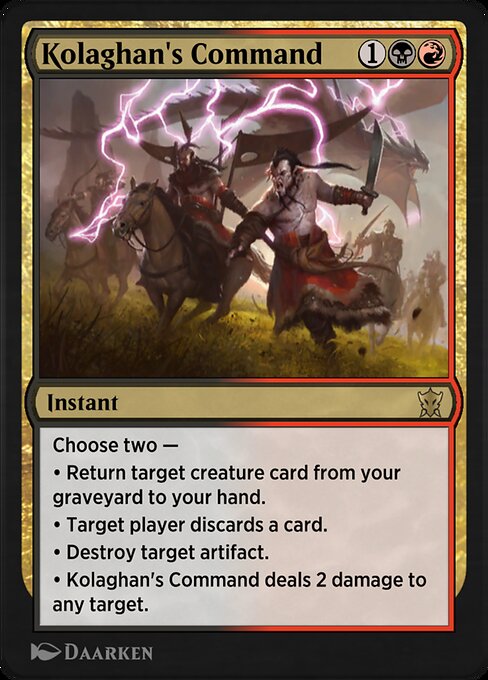 Kolaghan's Command 1
Instant
Choose two —
• Return target creature card from your
graveyard to your hand.
• Target player discards a card.
• Destroy target artifact.
• Kolaghan's Command deals 2 damage to
any target.
DAARKEN